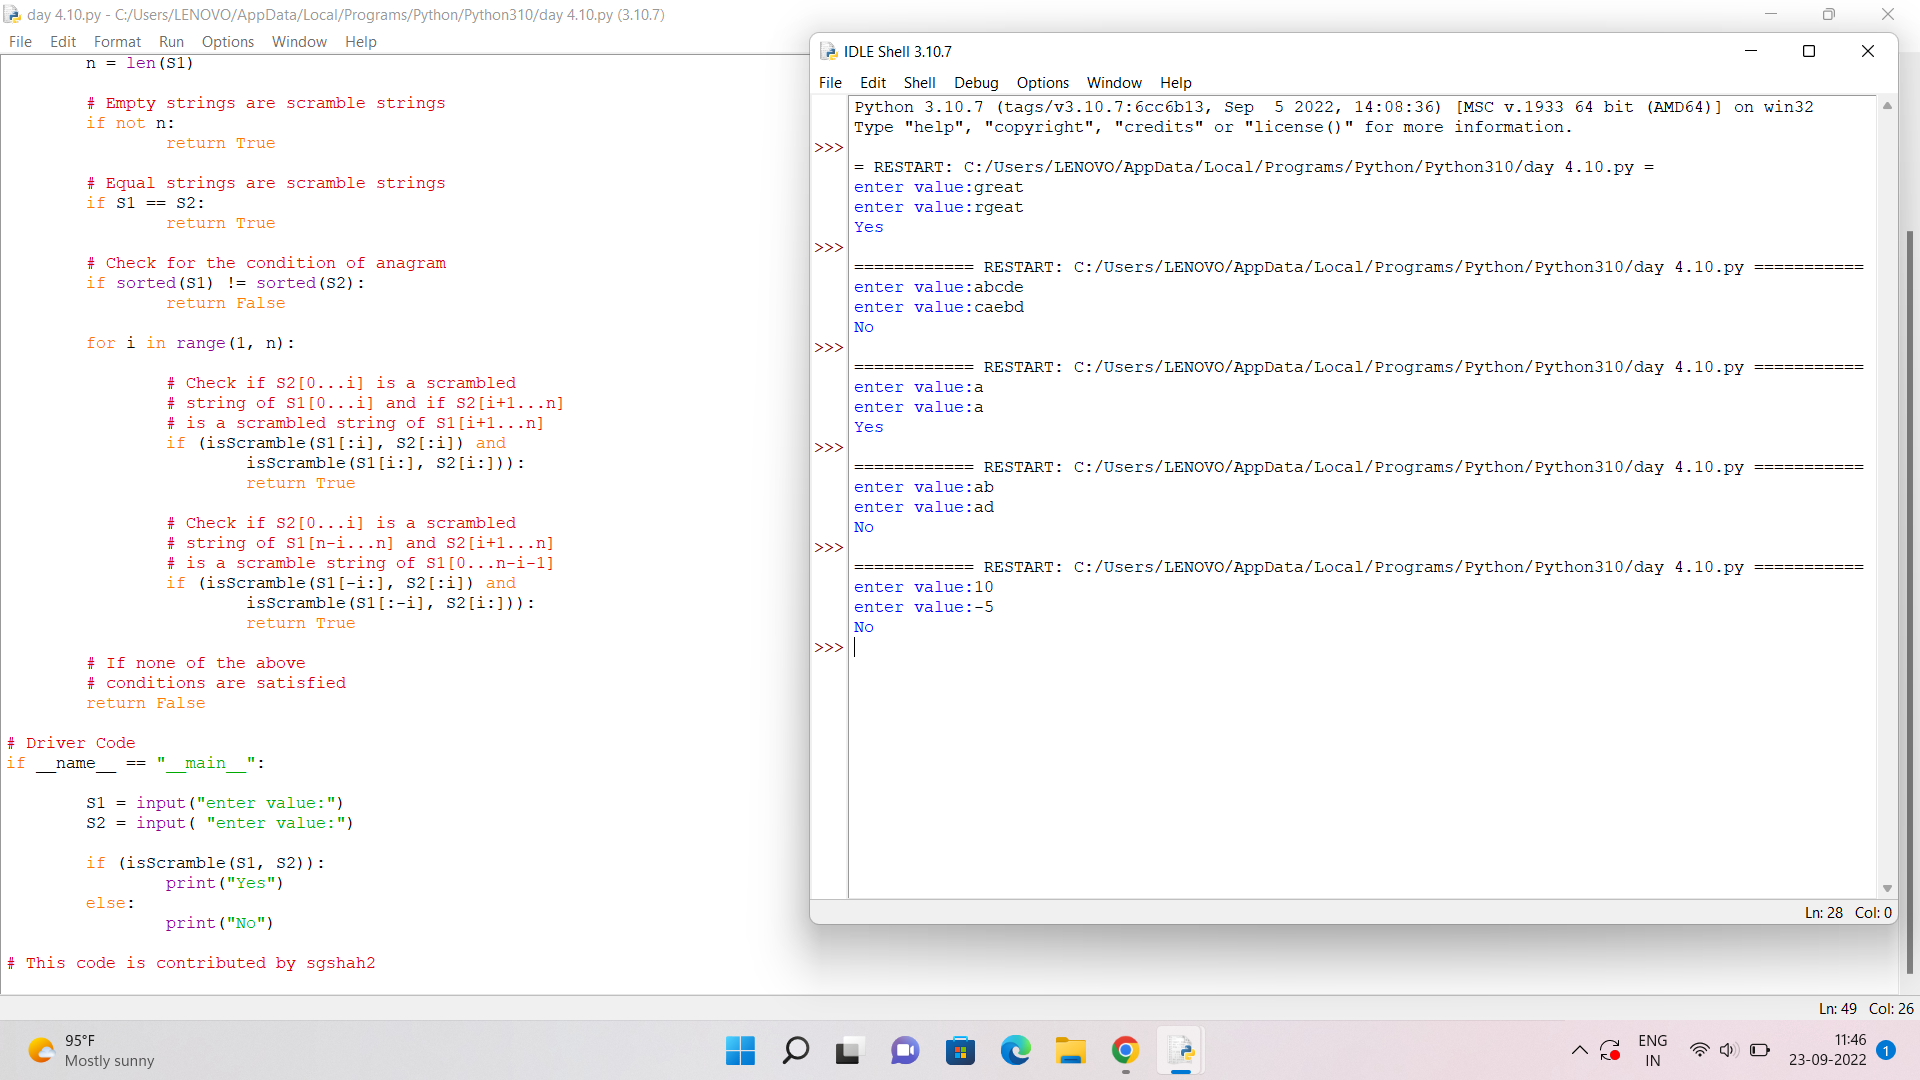 day 4.10.py - C:/Users/LENOVO/AppData/Local/Programs/Python/Python310/day 4.10.py (3.10.7)
File Edit Format Run Options Window Help
n = len(S1)
# Empty strings are scramble strings
if not n:
return True
# Equal strings are scramble strings
if S1 == S2:
return True
# Check for the condition of anagram
if sorted(S1) != sorted(S2):
return False
for i in range(1, n):
# Check if S2[0...i] is a scrambled
# string of S1[0...i] and if S2[i+1...n]
# is a scrambled string of S1[i+1...n]
if (isScramble(S1[:i], S2[:i]) and
isScramble(S1[i:], S2[i:])):
return True
# Check if S2[0...i] is a scrambled
# string of S1[n-i...n] and S2[i+1...n]
# is a scramble string of S1[0...n-i-1]
if (isScramble(S1[-i:], S2[:i]) and
isScramble(S1[:-i], S2[i:])):
return True
# If none of the above
# conditions are satisfied
return False
# Driver Code
if __name__ == "__main__":
S1 = input("enter value:")
S2 = input( "enter value:")
if (isScramble(S1, S2)):
print("Yes")
else:
print("No")
# This code is contributed by sgshah2
Ln: 49 Col: 26
IDLE Shell 3.10.7
File Edit Shell Debug Options Window Help
Python 3.10.7 (tags/v3.10.7:6cc6b13, Sep  5 2022, 14:08:36) [MSC v.1933 64 bit (AMD64)] on win32
Type "help", "copyright", "credits" or "license()" for more information.
>>>
= RESTART: C:/Users/LENOVO/AppData/Local/Programs/Python/Python310/day 4.10.py =
enter value:great
enter value:rgeat
Yes
>>>
============ RESTART: C:/Users/LENOVO/AppData/Local/Programs/Python/Python310/day 4.10.py ===========
enter value:abcde
enter value:caebd
No
>>>
============ RESTART: C:/Users/LENOVO/AppData/Local/Programs/Python/Python310/day 4.10.py ===========
enter value:a
enter value:a
Yes
>>>
============ RESTART: C:/Users/LENOVO/AppData/Local/Programs/Python/Python310/day 4.10.py ===========
enter value:ab
enter value:ad
No
>>>
============ RESTART: C:/Users/LENOVO/AppData/Local/Programs/Python/Python310/day 4.10.py ===========
enter value:10
enter value:-5
No
>>>
Ln: 28 Col: 0
95°F
Mostly sunny
ENG
IN
11:46
23-09-2022
1